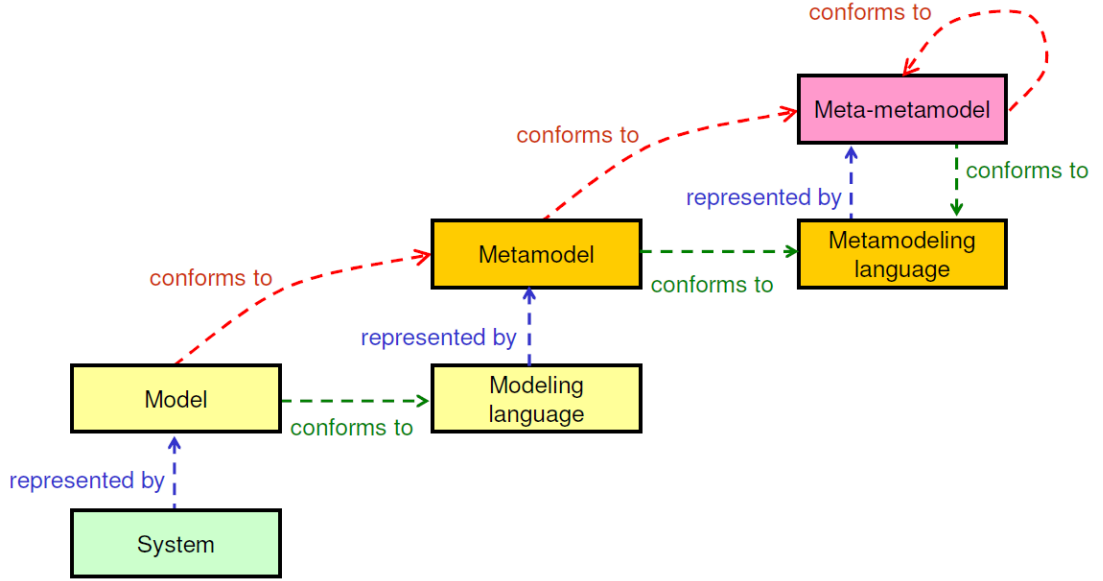 conforms to
Meta-metamodel
conforms to
conforms to
represented by
Metamodel
Metamodeling
language
conforms to
conforms to
represented by
Model
Modeling
language
conforms to
represented by
System